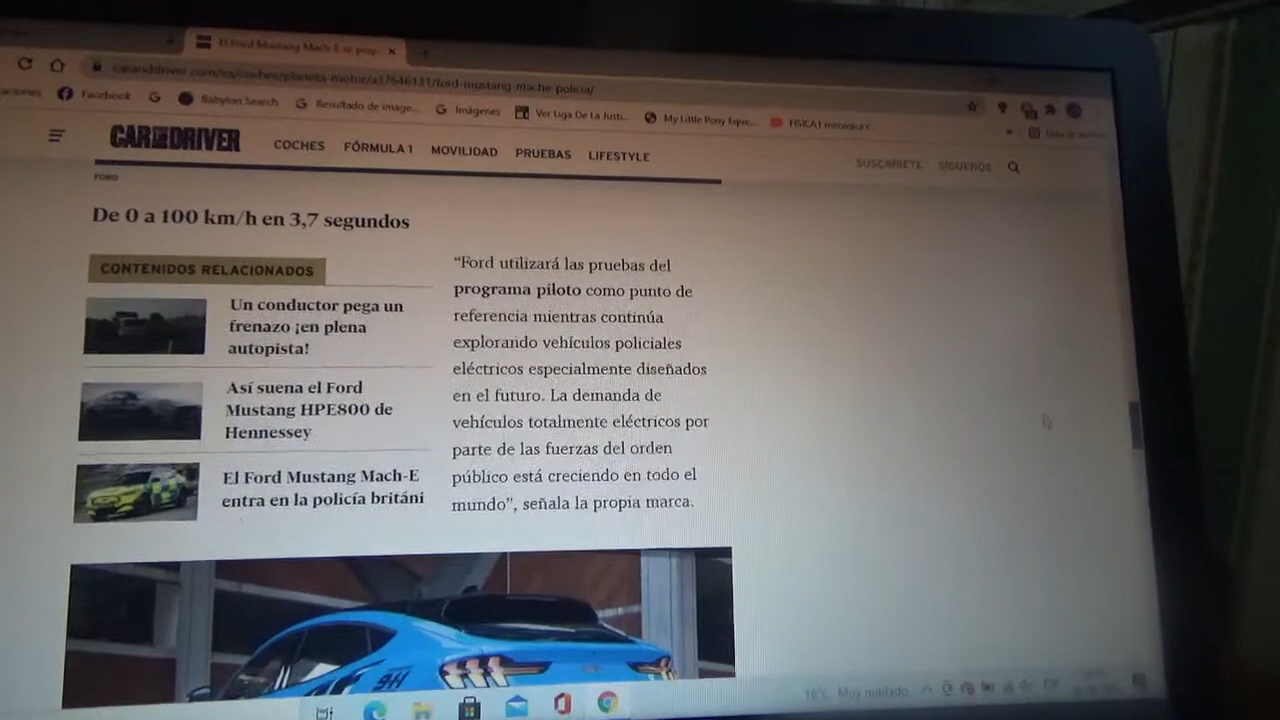 El Ford Mustang Mach-E se prep...
caranddriver.com/es/coches/planeta-motor/a37646131/ford-mustang-mache-policia/
Facebook
Babylon Search
Resultado de image...
Imágenes
Ver Liga De La Justi...
My Little Pony Eque...
CAR AND DRIVER
COCHES
FÓRMULA 1
MOVILIDAD
PRUEBAS
LIFESTYLE
SUSCRÍBETE
SÍGUENOS
FORD
De 0 a 100 km/h en 3,7 segundos
CONTENIDOS RELACIONADOS
Un conductor pega un
frenazo ¡en plena
autopista!
Así suena el Ford
Mustang HPE800 de
Hennessey
El Ford Mustang Mach-E
entra en la policía británi
“Ford utilizará las pruebas del
programa piloto como punto de
referencia mientras continúa
explorando vehículos policiales
eléctricos especialmente diseñados
en el futuro. La demanda de
vehículos totalmente eléctricos por
parte de las fuerzas del orden
público está creciendo en todo el
mundo”, señala la propia marca.
16°C Muy nublado